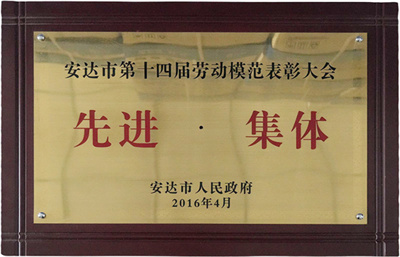 安达市第十四届劳动模范表彰大会
先进 · 集体
安达市人民政府
2016年4月